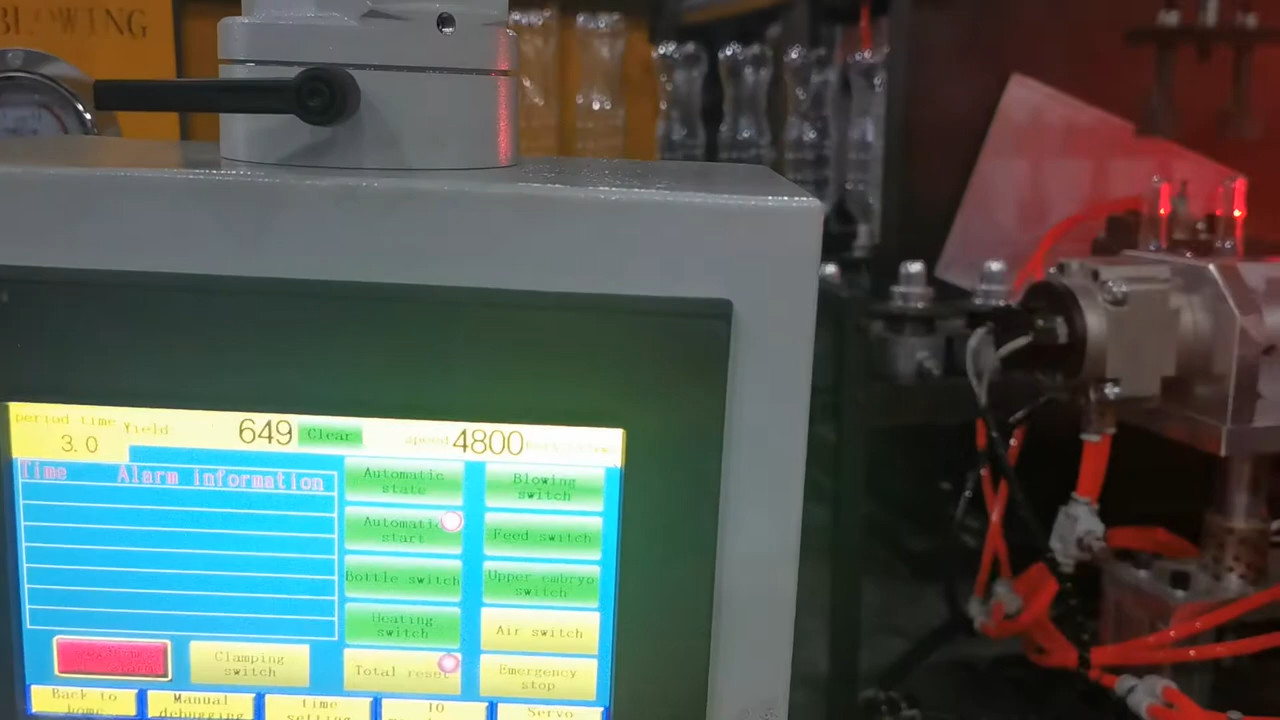 BLOWING
period time
Yield
649
Clear
speed
4800
3.0
Time Alarm information
Automatic
state
Blowing
switch
Automatic
start
Feed switch
Bottle switch
Upper embryo
switch
Heating
switch
Air switch
Clamping
switch
Total reset
Emergency
stop
Back to
home
Manual
debugging
time
setting
IO
Servo